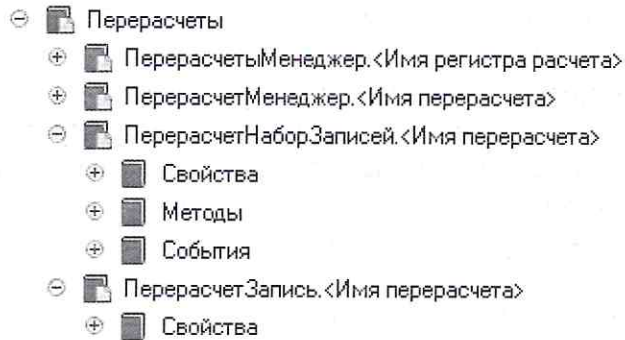 Перерасчеты
ПерерасчетыМенеджер.<Имя регистра расчета>
ПерерасчетМенеджер.<Имя перерасчета>
ПерерасчетНаборЗаписей.<Имя перерасчета>
Свойства
Методы
События
ПерерасчетЗапись.<Имя перерасчета>
Свойства